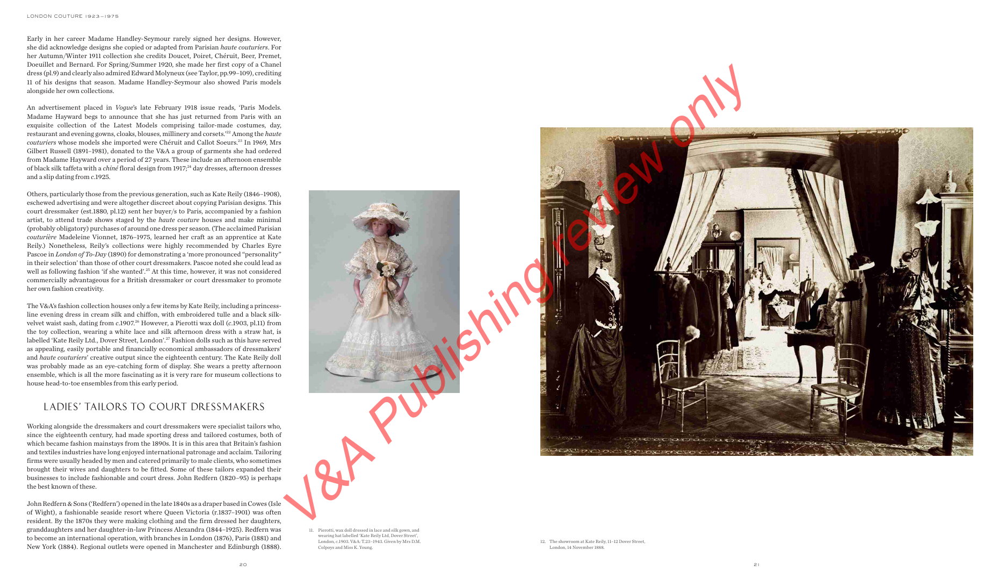 LONDON COUTURE 1923–1975
Early in her career Madame Handley-Seymour rarely signed her designs. However,
she did acknowledge designs she copied or adapted from Parisian haute couturiers. For
her Autumn/Winter 1911 collection she credits Doucet, Poiret, Chéruit, Beer, Premet,
Doeuillet and Bernard. For Spring/Summer 1920, she made her first copy of a Chanel
dress (pl.9) and clearly also admired Edward Molyneux (see Taylor, pp.99–109), crediting
11 of his designs that season. Madame Handley-Seymour also showed Paris models
alongside her own collections.
An advertisement placed in Vogue's late February 1918 issue reads, ‘Paris Models.
Madame Hayward begs to announce that she has just returned from Paris with an
exquisite collection of the Latest Models comprising tailor-made costumes, day,
restaurant and evening gowns, cloaks, blouses, millinery and corsets.’22 Among the haute
couturiers whose models she imported were Chéruit and Callot Soeurs.23 In 1969, Mrs
Gilbert Russell (1891–1981), donated to the V&A a group of garments she had ordered
from Madame Hayward over a period of 27 years. These include an afternoon ensemble
of black silk taffeta with a chiné floral design from 1917;24 day dresses, afternoon dresses
and a slip dating from c.1925.
Others, particularly those from the previous generation, such as Kate Reily (1846–1908),
eschewed advertising and were altogether discreet about copying Parisian designs. This
court dressmaker (est.1880, pl.12) sent her buyer/s to Paris, accompanied by a fashion
artist, to attend trade shows staged by the haute couture houses and make minimal
(probably obligatory) purchases of around one dress per season. (The acclaimed Parisian
couturière Madeleine Vionnet, 1876–1975, learned her craft as an apprentice at Kate
Reily.) Nonetheless, Reily’s collections were highly recommended by Charles Eyre
Pascoe in London of To-Day (1890) for demonstrating a ‘more pronounced “personality”
in their selection’ than those of other court dressmakers. Pascoe noted she could lead as
well as following fashion ‘if she wanted’.25 At this time, however, it was not considered
commercially advantageous for a British dressmaker or court dressmaker to promote
her own fashion creativity.
The V&A’s fashion collection houses only a few items by Kate Reily, including a princess-
line evening dress in cream silk and chiffon, with embroidered tulle and a black silk-
velvet waist sash, dating from c.1907.26 However, a Pierotti wax doll (c.1903, pl.11) from
the toy collection, wearing a white lace and silk afternoon dress with a straw hat, is
labelled ‘Kate Reily Ltd., Dover Street, London’.27 Fashion dolls such as this have served
as appealing, easily portable and financially economical ambassadors of dressmakers’
and haute couturiers’ creative output since the eighteenth century. The Kate Reily doll
was probably made as an eye-catching form of display. She wears a pretty afternoon
ensemble, which is all the more fascinating as it is very rare for museum collections to
house head-to-toe ensembles from this early period.
LADIES’ TAILORS TO COURT DRESSMAKERS
Working alongside the dressmakers and court dressmakers were specialist tailors who,
since the eighteenth century, had made sporting dress and tailored costumes, both of
which became fashion mainstays from the 1890s. It is in this area that Britain’s fashion
and textiles industries have long enjoyed international patronage and acclaim. Tailoring
firms were usually headed by men and catered primarily to male clients, who sometimes
brought their wives and daughters to be fitted. Some of these tailors expanded their
businesses to include fashionable and court dress. John Redfern (1820–95) is perhaps
the best known of these.
John Redfern & Sons (‘Redfern’) opened in the late 1840s as a draper based in Cowes (Isle
of Wight), a fashionable seaside resort where Queen Victoria (r.1837–1901) was often
resident. By the 1870s they were making clothing and the firm dressed her daughters,
granddaughters and her daughter-in-law Princess Alexandra (1844–1925). Redfern was
to become an international operation, with branches in London (1876), Paris (1881) and
New York (1884). Regional outlets were opened in Manchester and Edinburgh (1888).
20
11. Pierotti, wax doll dressed in lace and silk gown, and
wearing hat labelled ‘Kate Reily Ltd, Dover Street’,
London, c.1903. V&A: T.23–1943. Given by Mrs D.M.
Colpoys and Miss K. Young.
12. The showroom at Kate Reily, 11–12 Dover Street,
London, 14 November 1888.
21
V&A Publishing review only